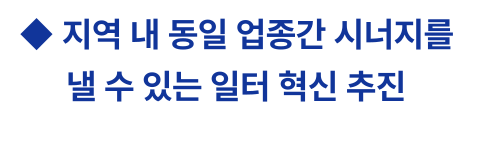 ◆ 지역 내 동일 업종간 시너지를
낼 수 있는 일터 혁신 추진